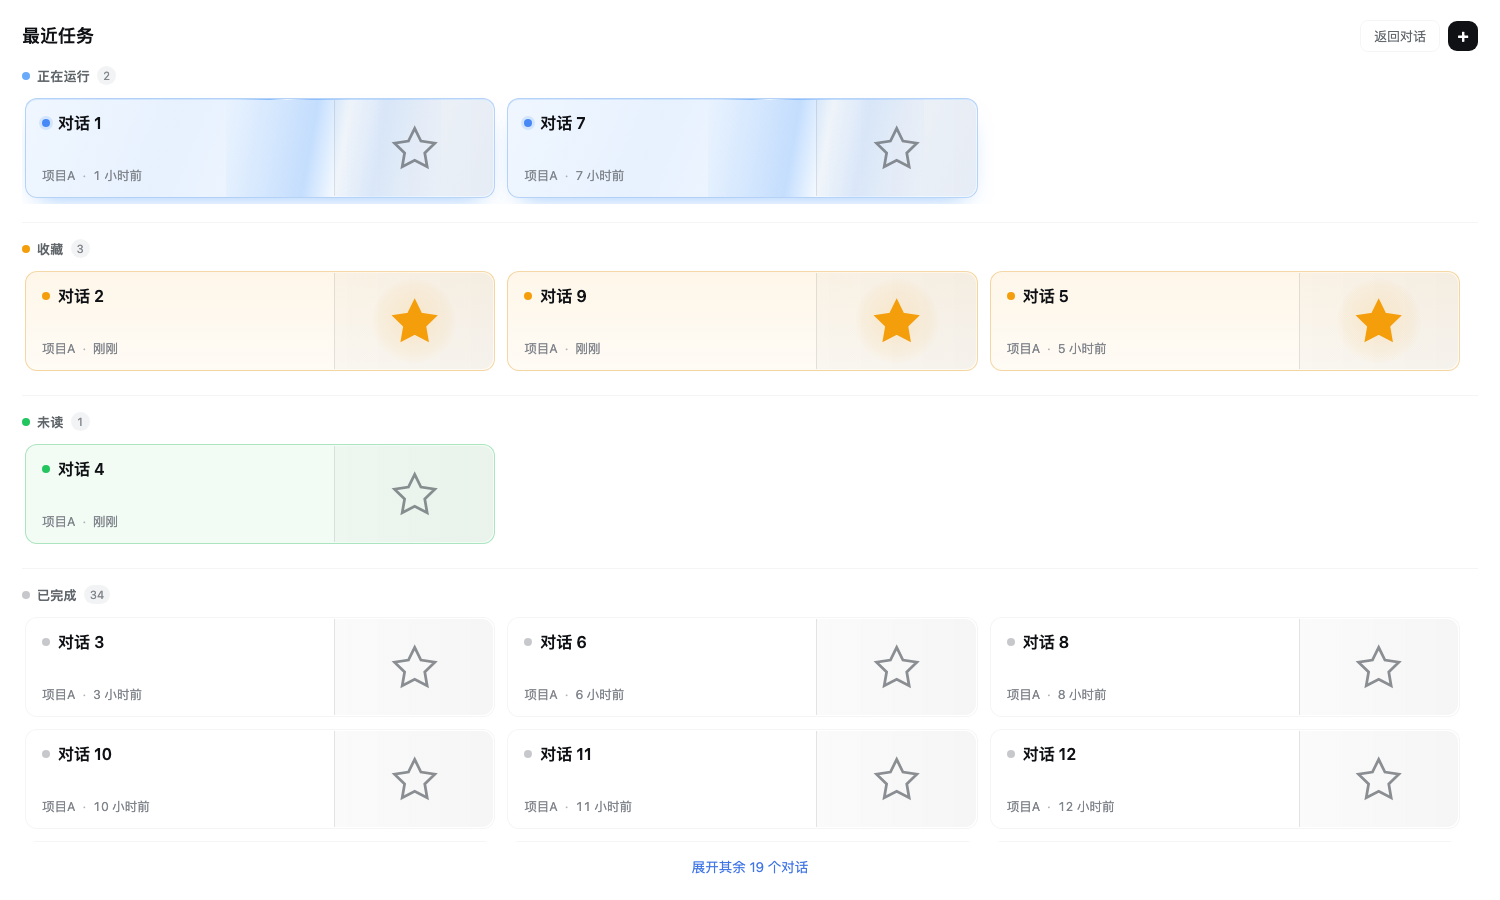 最近任务
返回对话
+
正在运行 2
对话 1
项目A · 1 小时前
对话 7
项目A · 7 小时前
收藏 3
对话 2
项目A · 刚刚
对话 9
项目A · 刚刚
对话 5
项目A · 5 小时前
未读 1
对话 4
项目A · 刚刚
已完成 34
对话 3
项目A · 3 小时前
对话 6
项目A · 6 小时前
对话 8
项目A · 8 小时前
对话 10
项目A · 10 小时前
对话 11
项目A · 11 小时前
对话 12
项目A · 12 小时前
展开其余 19 个对话